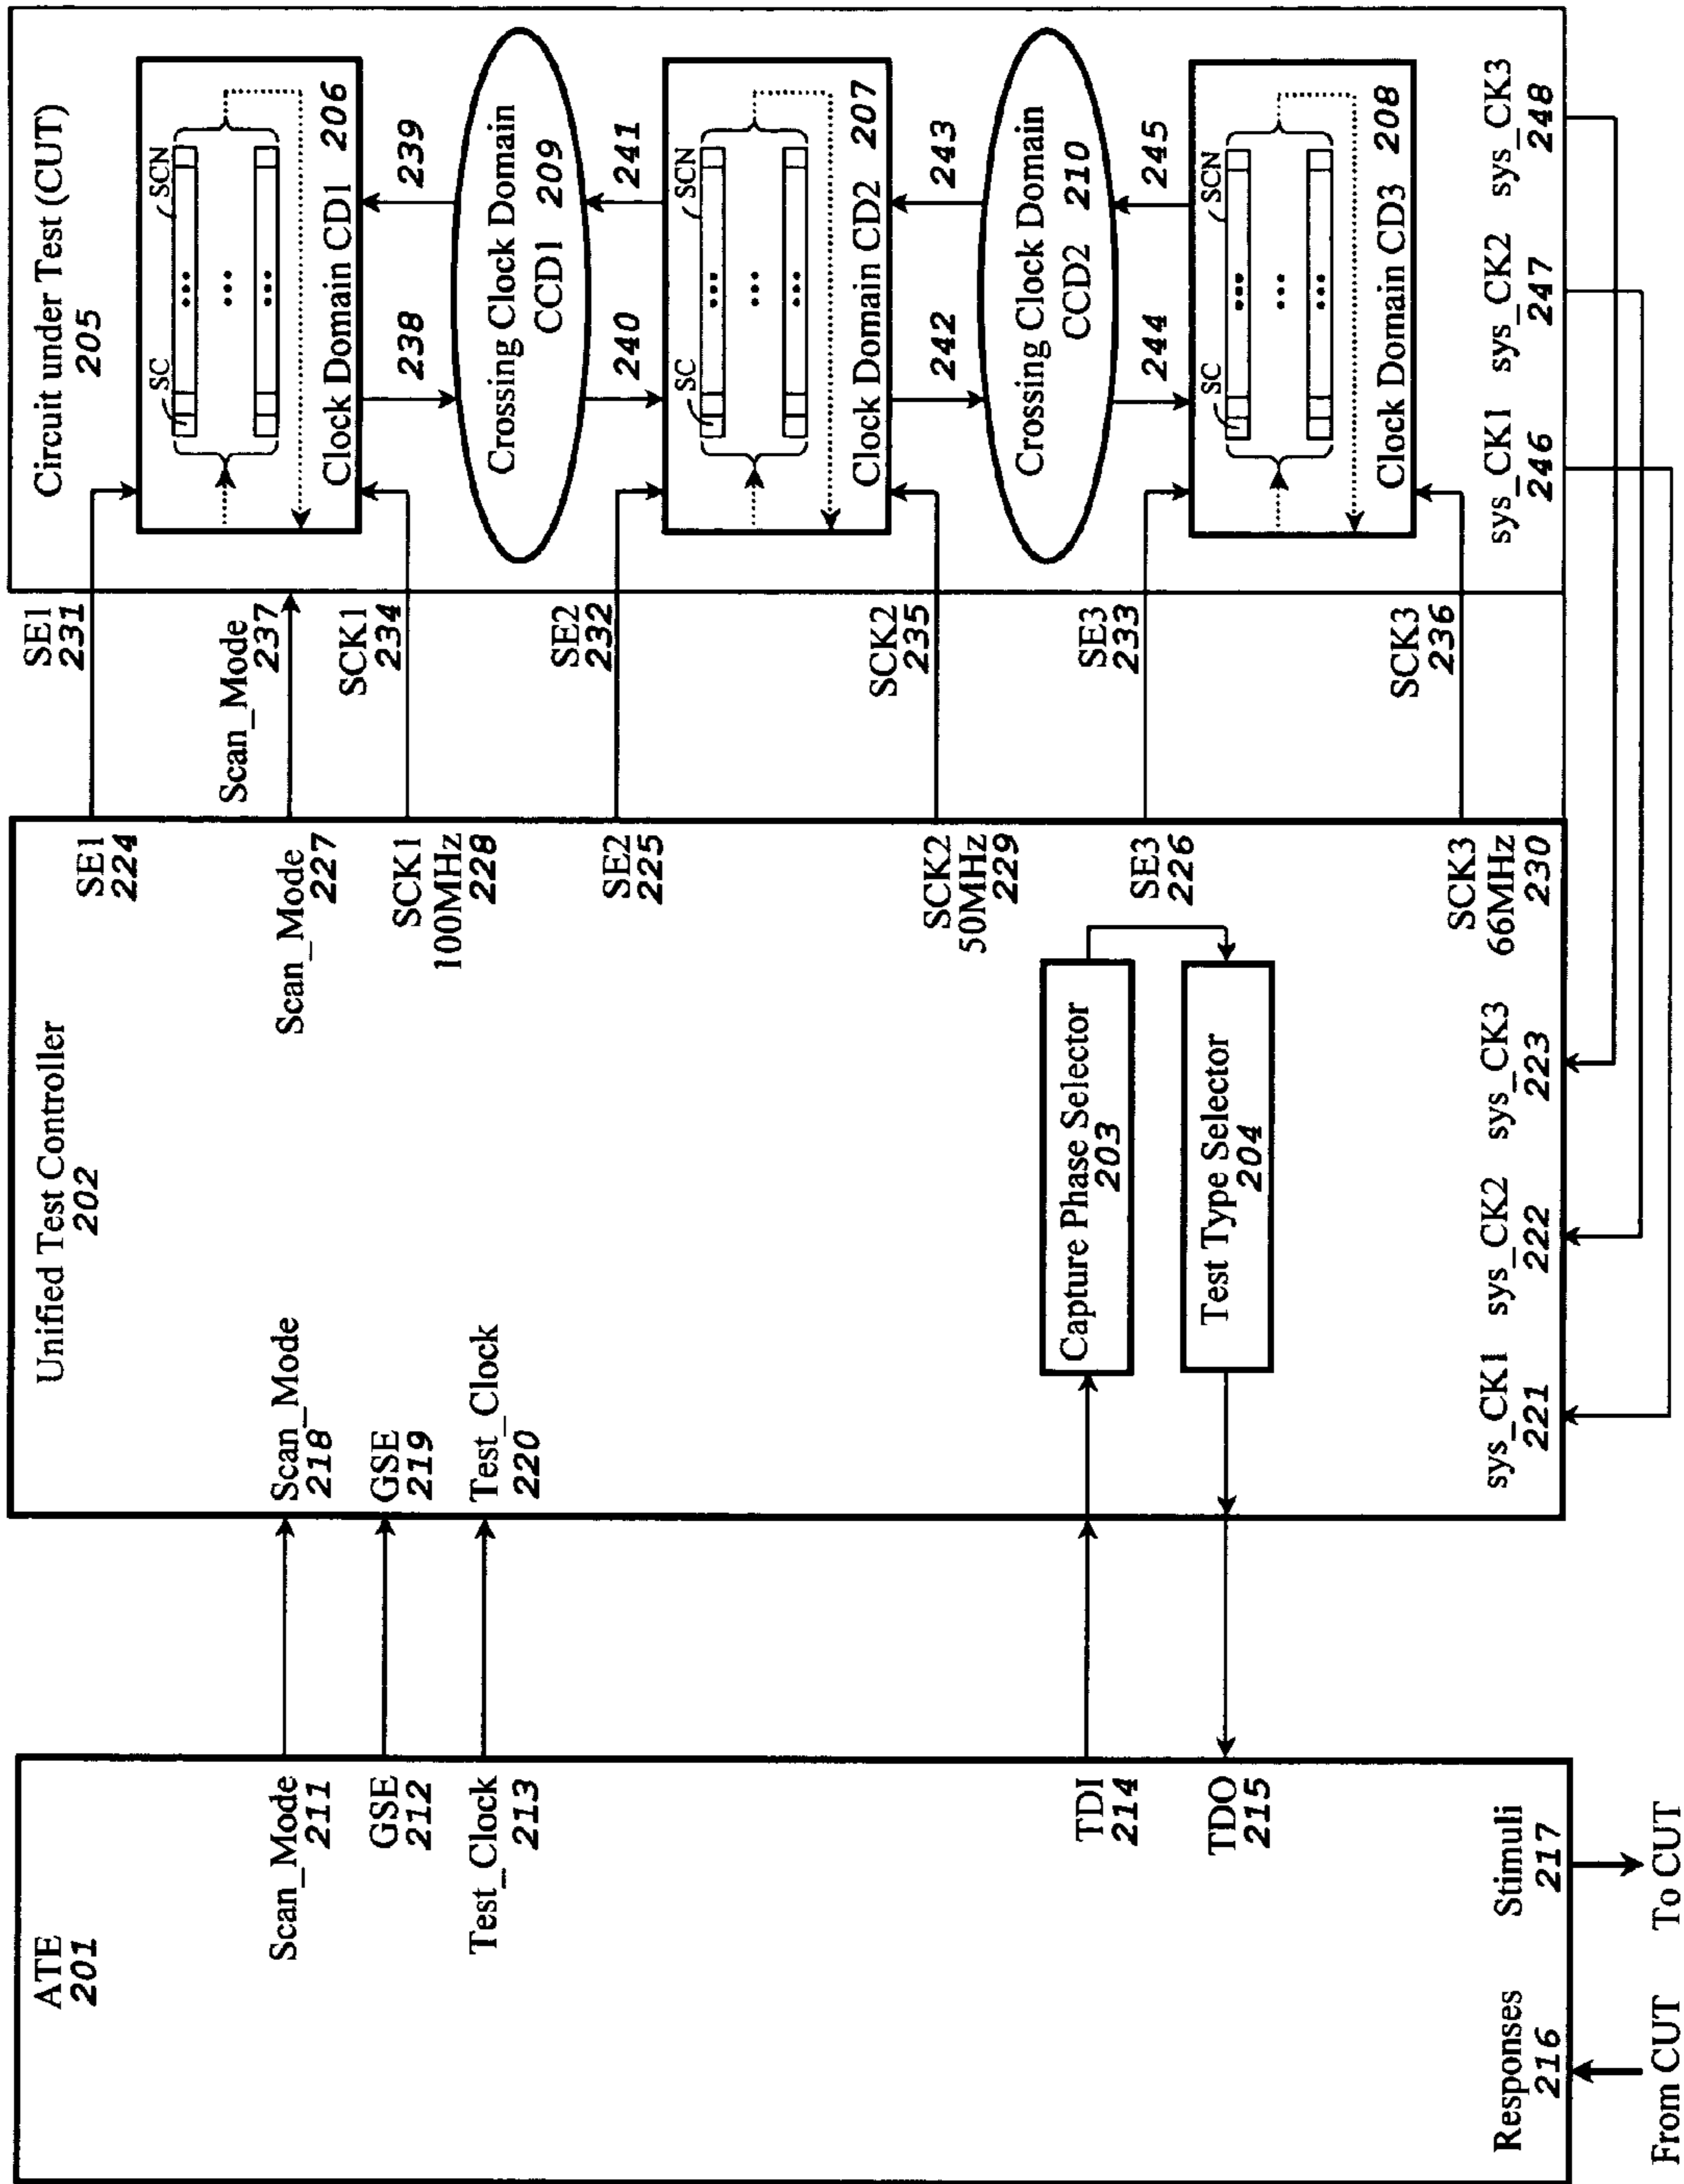 ATE
201
Scan_Mode
211
GSE
212
Test_Clock
213
TDI
214
TDO
215
Responses
216
Stimuli
217
From CUT
To CUT
Unified Test Controller
202
Scan_Mode
218
GSE
219
Test_Clock
220
Capture Phase Selector
203
Test Type Selector
204
sys_CK1
221
sys_CK2
222
sys_CK3
223
SE1
224
Scan_Mode
227
SCK1
100MHz
228
SE2
225
SCK2
50MHz
229
SE3
226
SCK3
66MHz
230
SE1
231
Scan_Mode
237
SCK1
234
SE2
232
SCK2
235
SE3
233
SCK3
236
Circuit under Test (CUT)
205
SC
SCN
Clock Domain CD1 206
238
239
Crossing Clock Domain
CCD1 209
240
241
SC
SCN
Clock Domain CD2 207
242
243
Crossing Clock Domain
CCD2 210
244
245
SC
SCN
Clock Domain CD3 208
sys_CK1
246
sys_CK2
247
sys_CK3
248